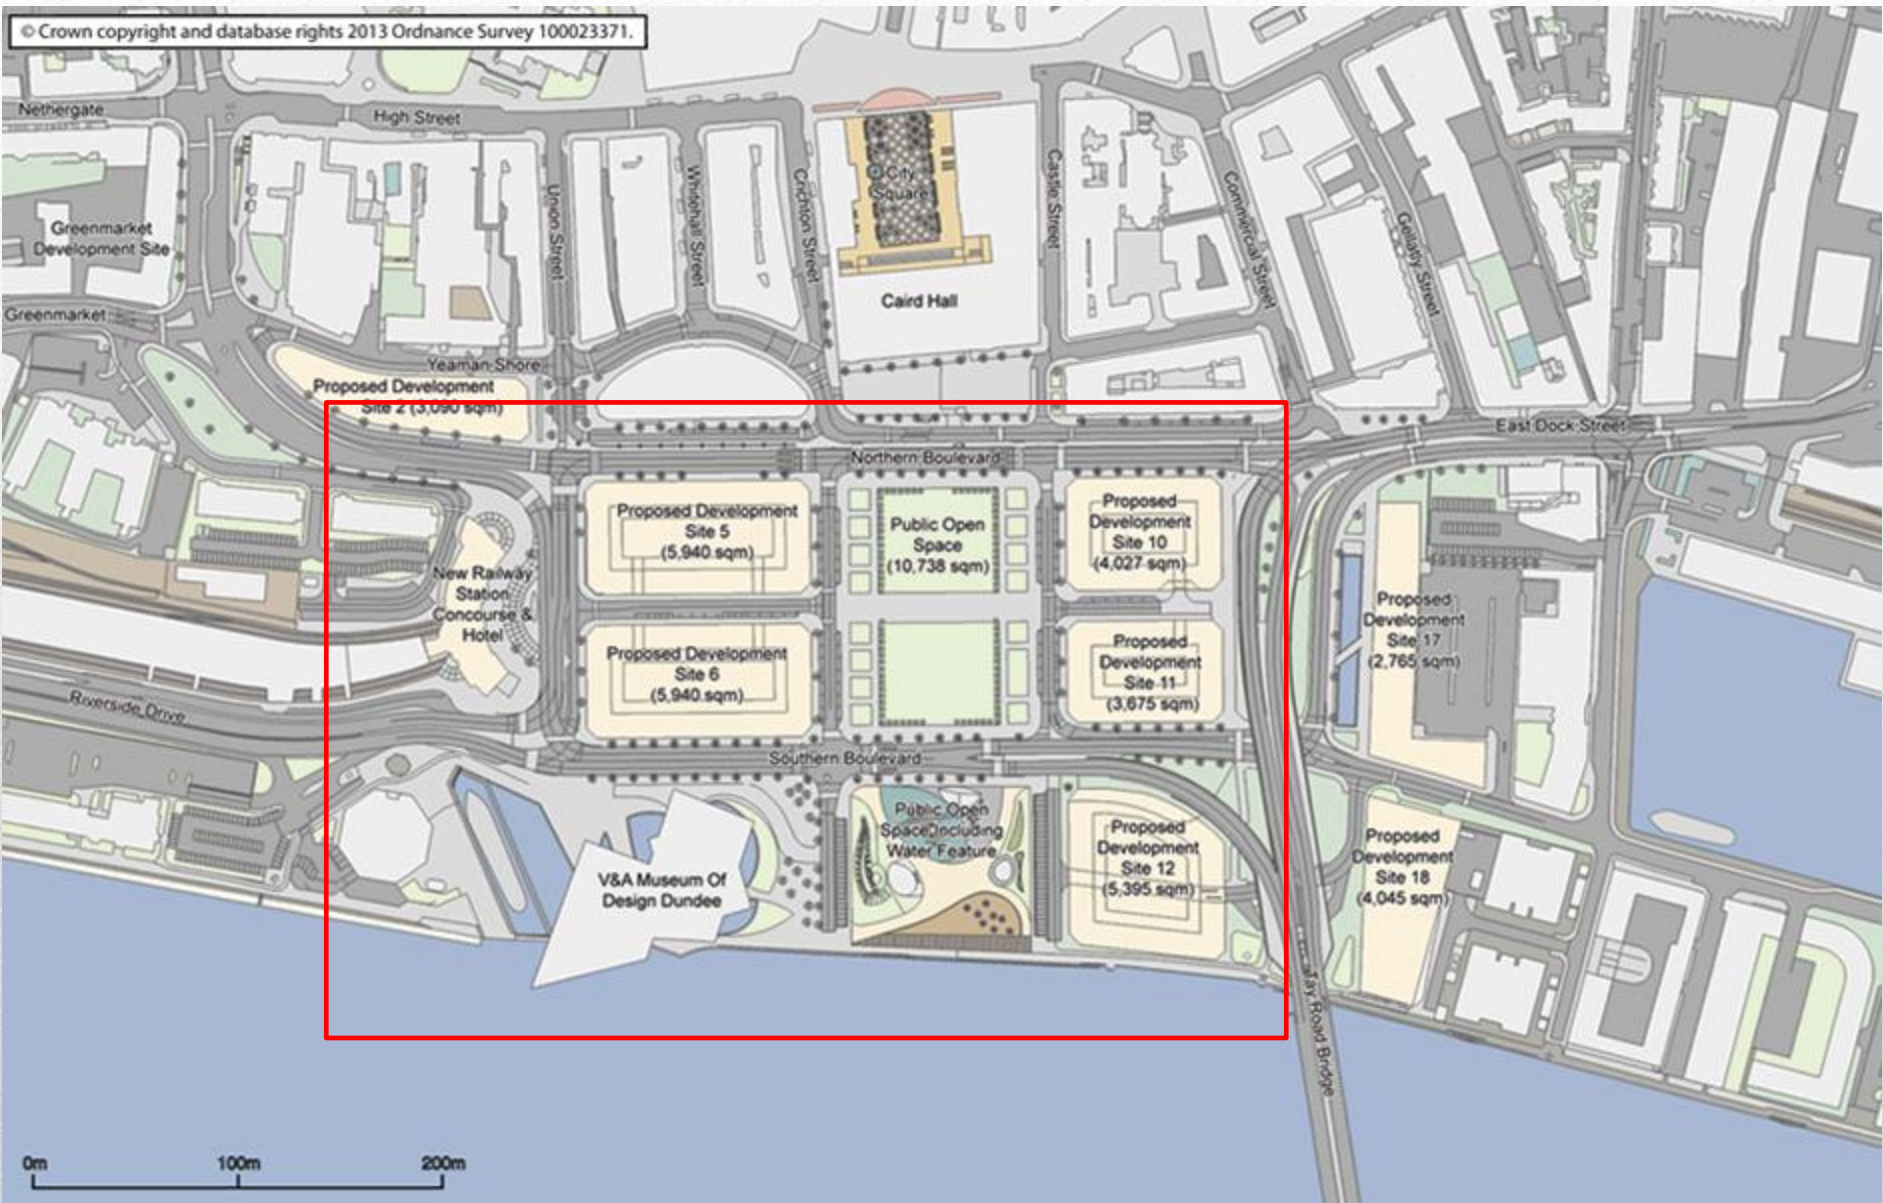 © Crown copyright and database rights 2013 Ordnance Survey 100023371.
Nethergate
High Street
City
Square
Union Street
Whitehall Street
Crichton Street
Castle Street
Commercial Street
Gellatly Street
Greenmarket
Development Site
Caird Hall
Greenmarket
Yeaman Shore
Proposed Development
Site 2 (3,090 sqm)
East Dock Street
Northern Boulevard
Proposed Development
Site 5
(5,940 sqm)
Public Open
Space
(10,738 sqm)
Proposed
Development
Site 10
(4,027 sqm)
New Railway
Station
Concourse &
Hotel
Proposed
Development
Site 17
(2,765 sqm)
Proposed Development
Site 6
(5,940 sqm)
Proposed
Development
Site 11
(3,675 sqm)
Riverside Drive
Southern Boulevard
Public Open
Space Including
Water Feature
Proposed
Development
Site 12
(5,395 sqm)
Proposed
Development
Site 18
(4,045 sqm)
V&A Museum Of
Design Dundee
Tay Road Bridge
0m
100m
200m